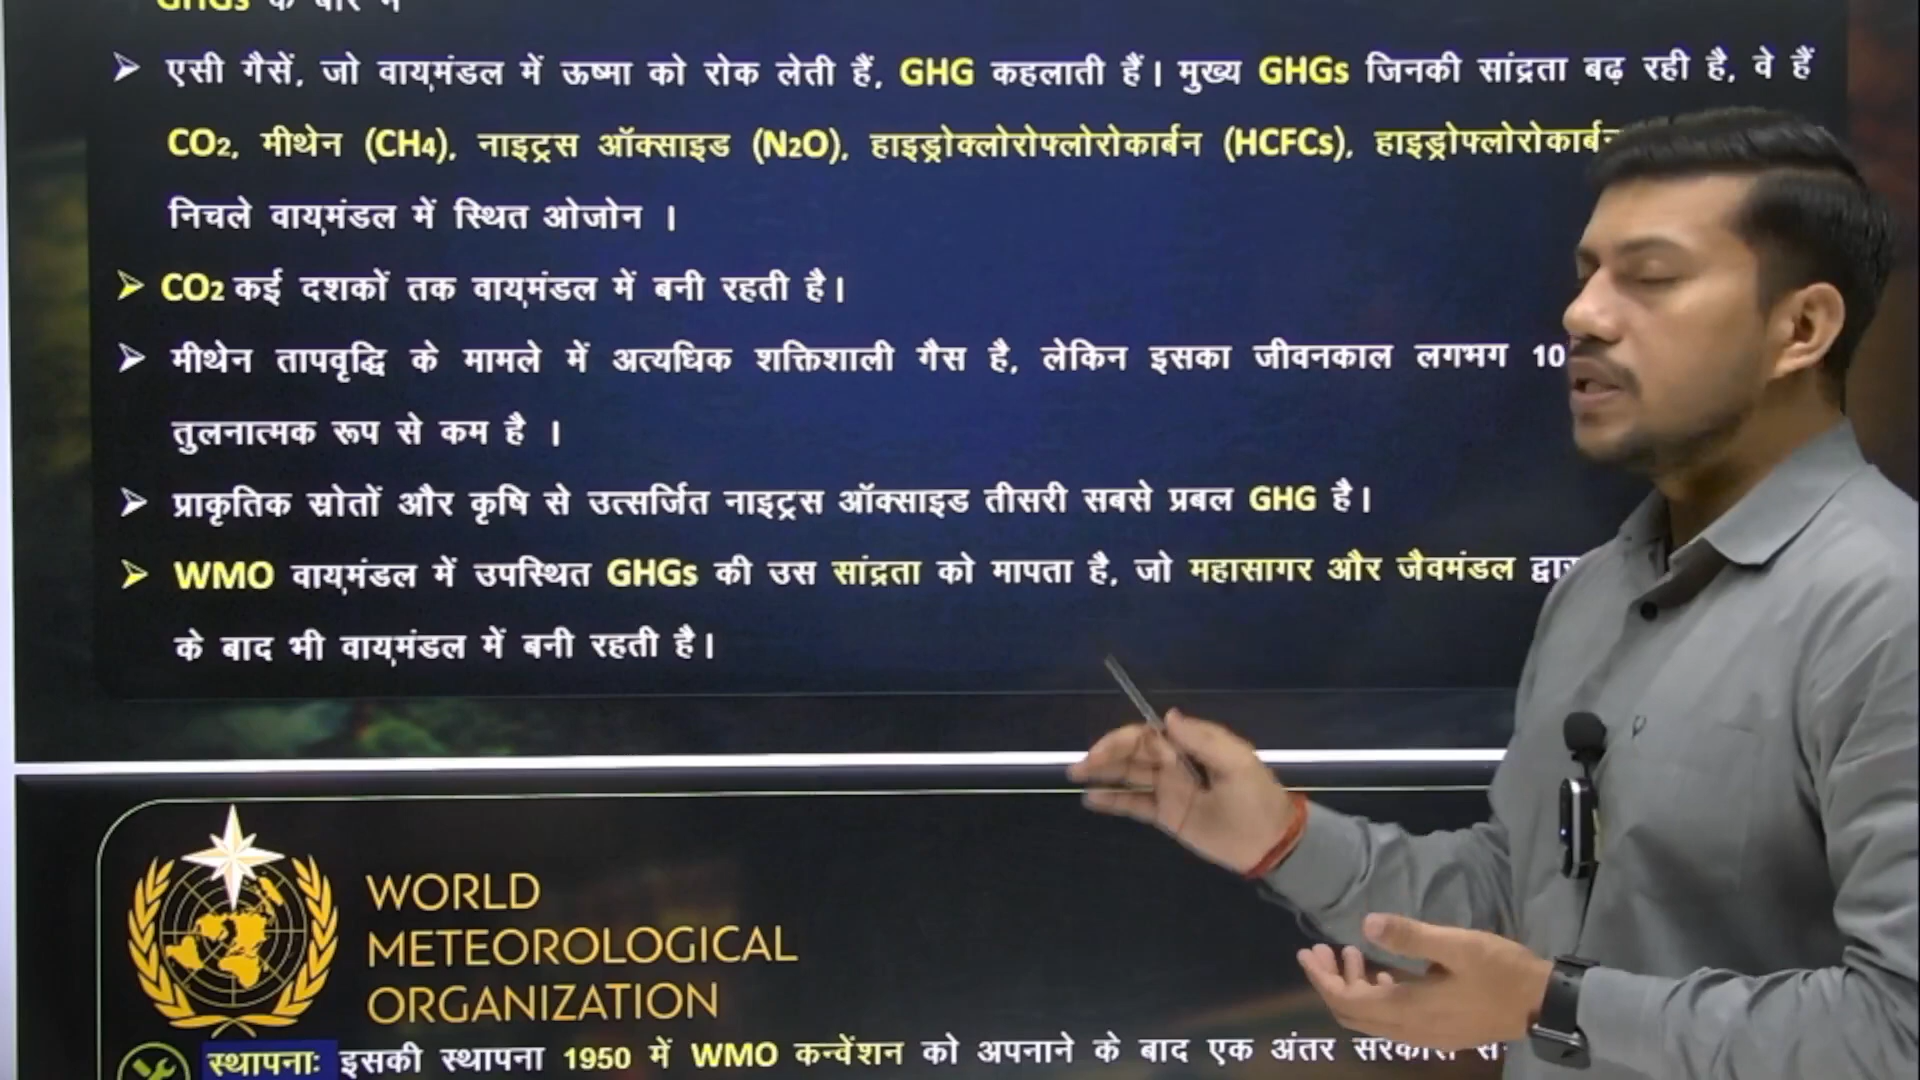 GHGs के बारे में
एसी गैसें, जो वायुमंडल में ऊष्मा को रोक लेती हैं, GHG कहलाती हैं। मुख्य GHGs जिनकी सांद्रता बढ़ रही है, वे हैं
CO2, मीथेन (CH4), नाइट्रस ऑक्साइड (N2O), हाइड्रोक्लोरोफ्लोरोकार्बन (HCFCs), हाइड्रोफ्लोरोकार्बन
निचले वायुमंडल में स्थित ओजोन ।
CO2 कई दशकों तक वायुमंडल में बनी रहती है।
मीथेन तापवृद्धि के मामले में अत्यधिक शक्तिशाली गैस है, लेकिन इसका जीवनकाल लगभग 10
तुलनात्मक रूप से कम है ।
प्राकृतिक स्रोतों और कृषि से उत्सर्जित नाइट्रस ऑक्साइड तीसरी सबसे प्रबल GHG है।
WMO वायुमंडल में उपस्थित GHGs की उस सांद्रता को मापता है, जो महासागर और जैवमंडल
के बाद भी वायुमंडल में बनी रहती है।
WORLD
METEOROLOGICAL
ORGANIZATION
स्थापनाः इसकी स्थापना 1950 में WMO कन्वेंशन को अपनाने के बाद एक अंतर